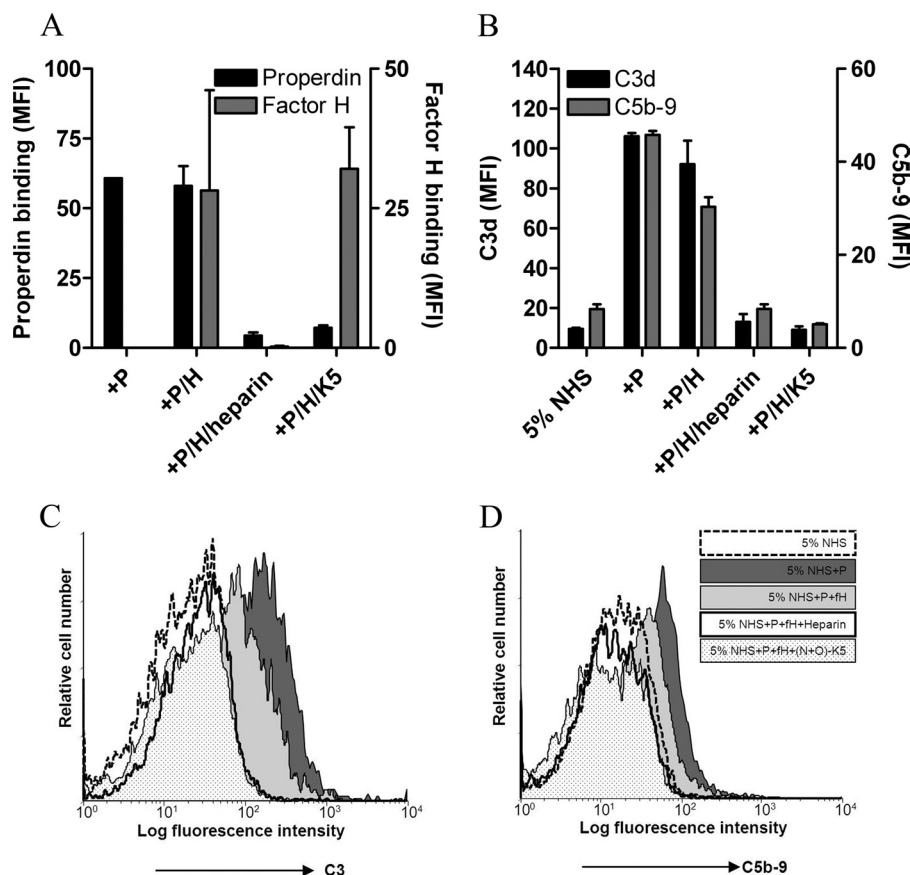 A
100
75
50
25
0
Properdin binding (MFI)
Properdin
Factor H
50
25
0
Factor H binding (MFI)
+P
+P/H
+P/H/heparin
+P/H/K5
B
140
120
100
80
60
40
20
0
C3d (MFI)
C3d
C5b-9
60
40
20
0
C5b-9 (MFI)
5% NHS
+P
+P/H
+P/H/heparin
+P/H/K5
C
Relative cell number
10⁰
10¹
10²
10³
10⁴
Log fluorescence intensity
C3
D
Relative cell number
5% NHS
5% NHS+P
5% NHS+P+fH
5% NHS+P+fH+Heparin
5% NHS+P+fH+(N+O)-K5
10⁰
10¹
10²
10³
10⁴
Log fluorescence intensity
C5b-9